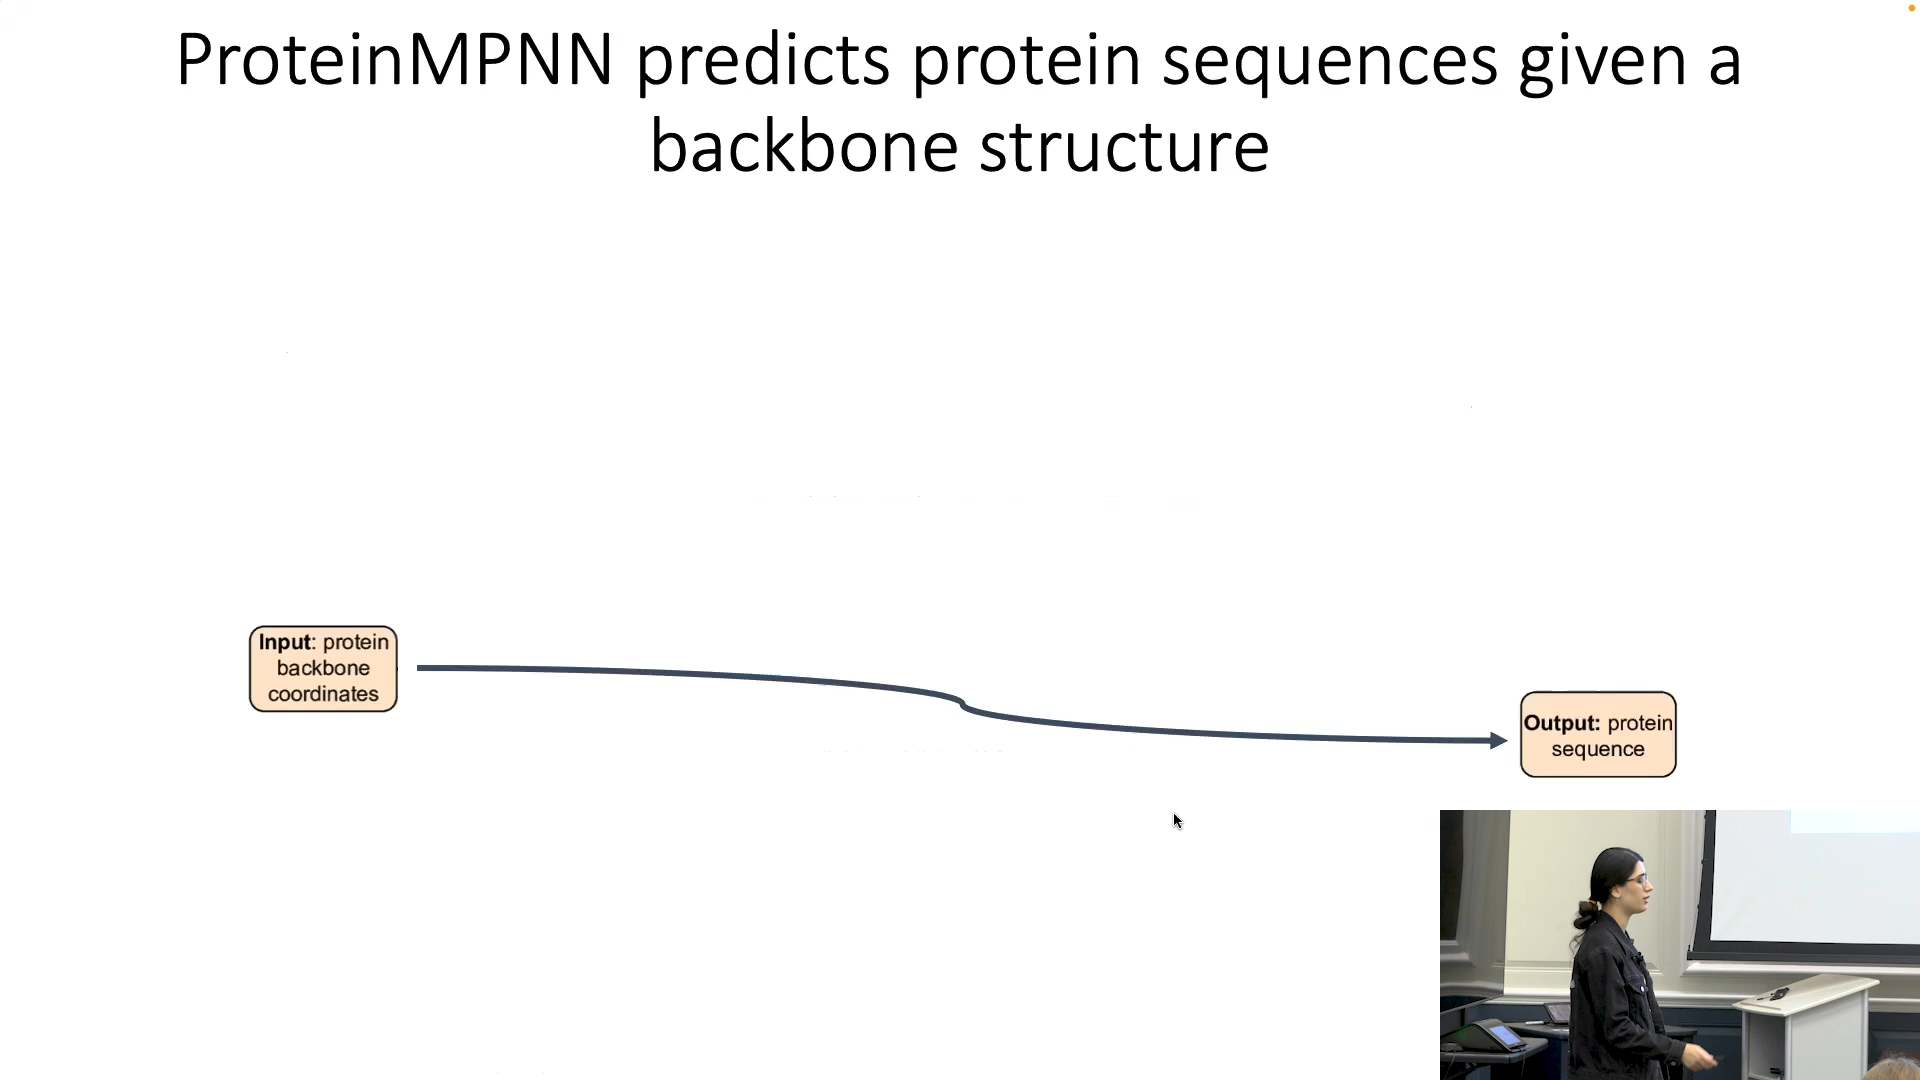 ProteinMPNN predicts protein sequences given a
backbone structure
Input: protein
backbone
coordinates
Output: protein
sequence